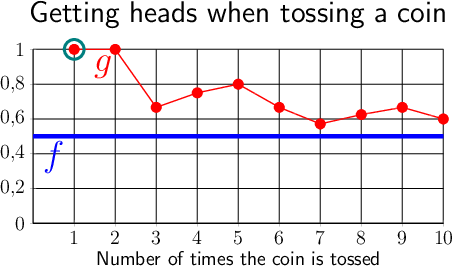 Getting heads when tossing a coin
1
g
0,8
0,6
f
0,4
0,2
0
1 2 3 4 5 6 7 8 9 10
Number of times the coin is tossed